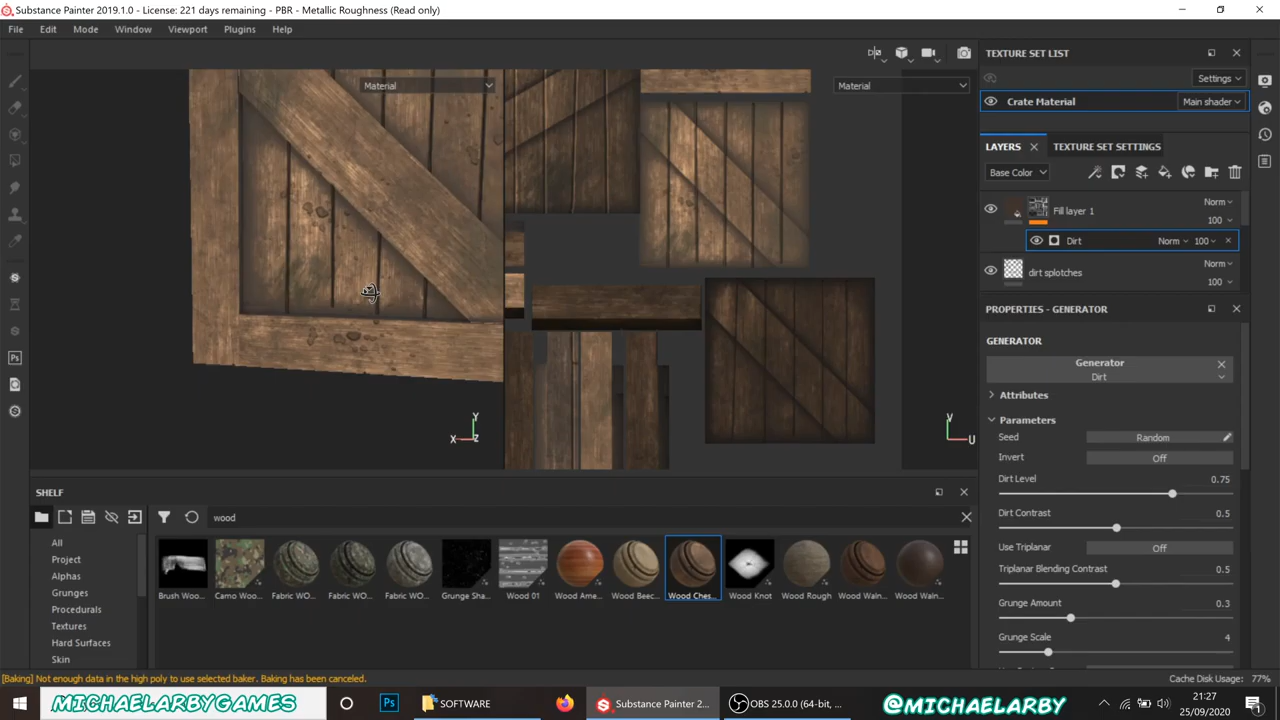 Substance Painter 2019.1.0 - License: 221 days remaining - PBR - Metallic Roughness (Read only)
File Edit Mode Window Viewport Plugins Help
Material
Material
X Y Z
V U
TEXTURE SET LIST
Settings
Crate Material Main shader
LAYERS TEXTURE SET SETTINGS
Base Color
Fill layer 1 Norm 100
Dirt Norm 100
dirt splotches Norm 100
PROPERTIES - GENERATOR
GENERATOR
Generator
Dirt
Attributes
Parameters
Seed Random
Invert Off
Dirt Level 0.75
Dirt Contrast 0.5
Use Triplanar Off
Triplanar Blending Contrast 0.5
Grunge Amount 0.3
Grunge Scale 4
SHELF
wood
All
Project
Alphas
Grunges
Procedurals
Textures
Hard Surfaces
Skin
Brush Woo... Camo Woo... Fabric WO... Fabric WO... Fabric WO... Grunge Sha... Wood 01 Wood Ame... Wood Beec... Wood Ches... Wood Knot Wood Rough Wood Waln... Wood Waln...
[Baking] Not enough data in the high poly to use selected baker. Baking has been canceled.
Cache Disk Usage: 77%
MICHAELARBYGAMES
Ps
SOFTWARE
Substance Painter 2...
OBS 25.0.0 (64-bit, ...
@MICHAELARBY
21:27
25/09/2020